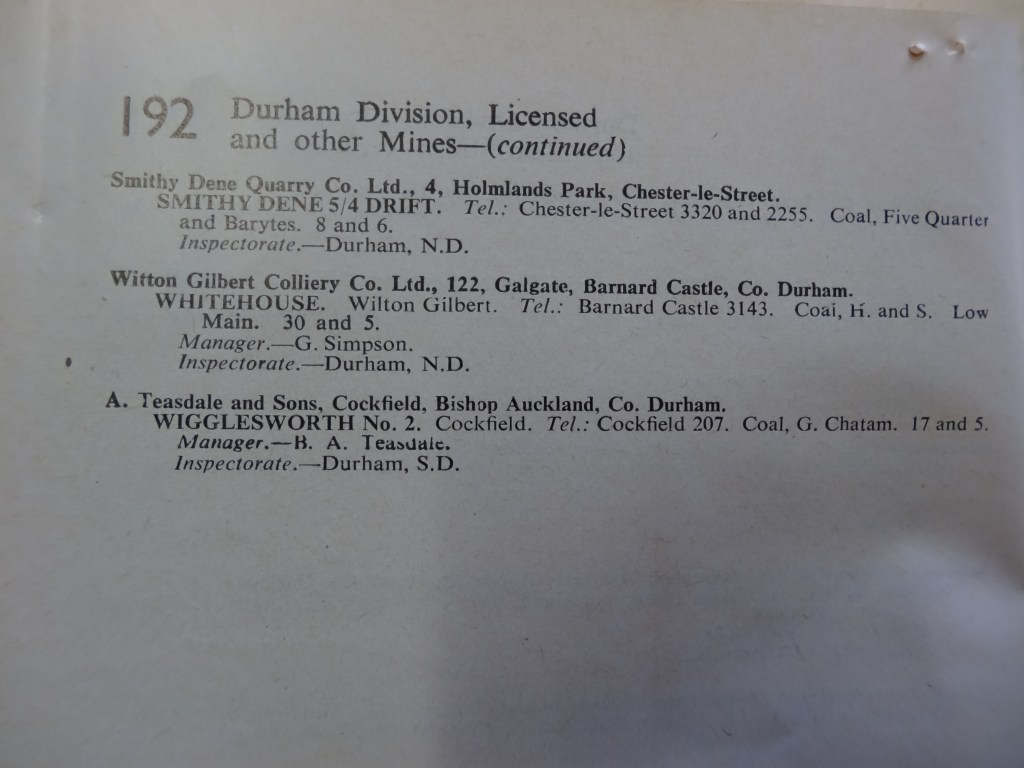 192 Durham Division, Licensed
and other Mines—(continued)
Smithy Dene Quarry Co. Ltd., 4, Holmlands Park, Chester-le-Street.
SMITHY DENE 5/4 DRIFT. Tel.: Chester-le-Street 3320 and 2255. Coal, Five Quarter
and Barytes. 8 and 6.
Inspectorate.—Durham, N.D.
Witton Gilbert Colliery Co. Ltd., 122, Galgate, Barnard Castle, Co. Durham.
WHITEHOUSE. Wilton Gilbert. Tel.: Barnard Castle 3143. Coal, H. and S. Low
Main. 30 and 5.
Manager.—G. Simpson.
Inspectorate.—Durham, N.D.
A. Teasdale and Sons, Cockfield, Bishop Auckland, Co. Durham.
WIGGLESWORTH No. 2. Cockfield. Tel.: Cockfield 207. Coal, G. Chatam. 17 and 5.
Manager.—B. A. Teasdale.
Inspectorate.—Durham, S.D.